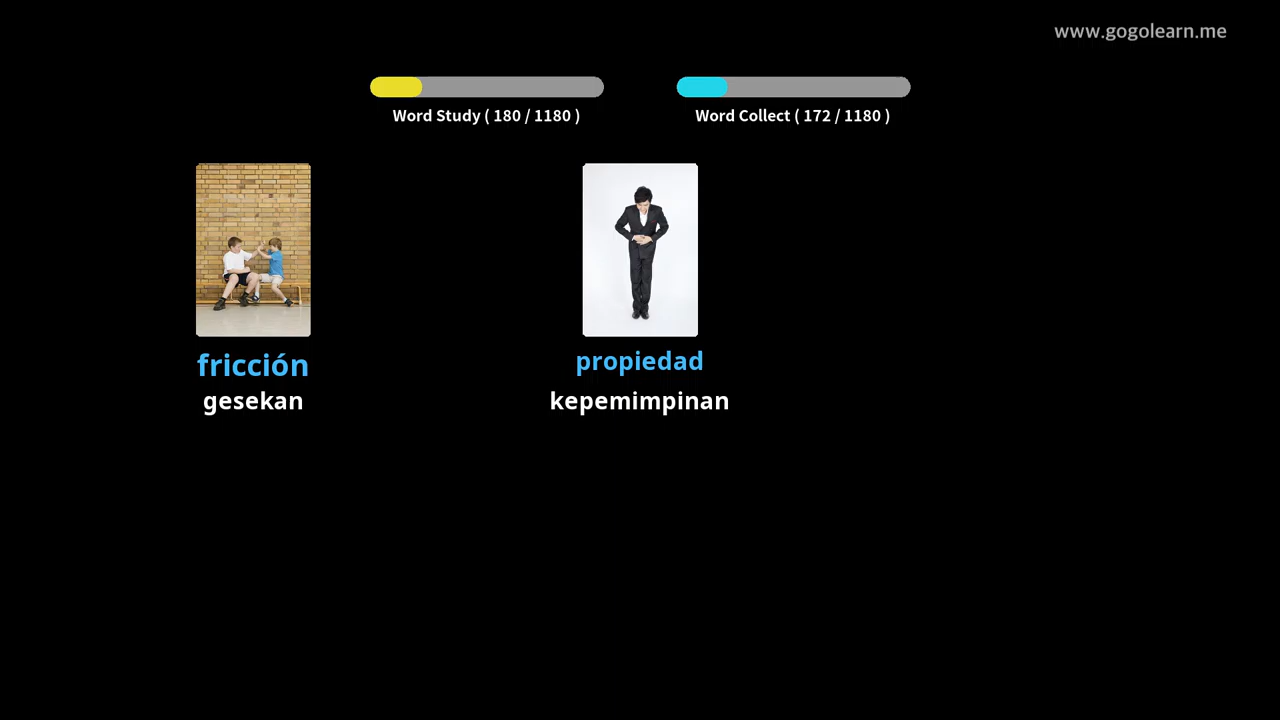 www.gogolearn.me
Word Study ( 180 / 1180 )
Word Collect ( 172 / 1180 )
fricción
gesekan
propiedad
kepemimpinan